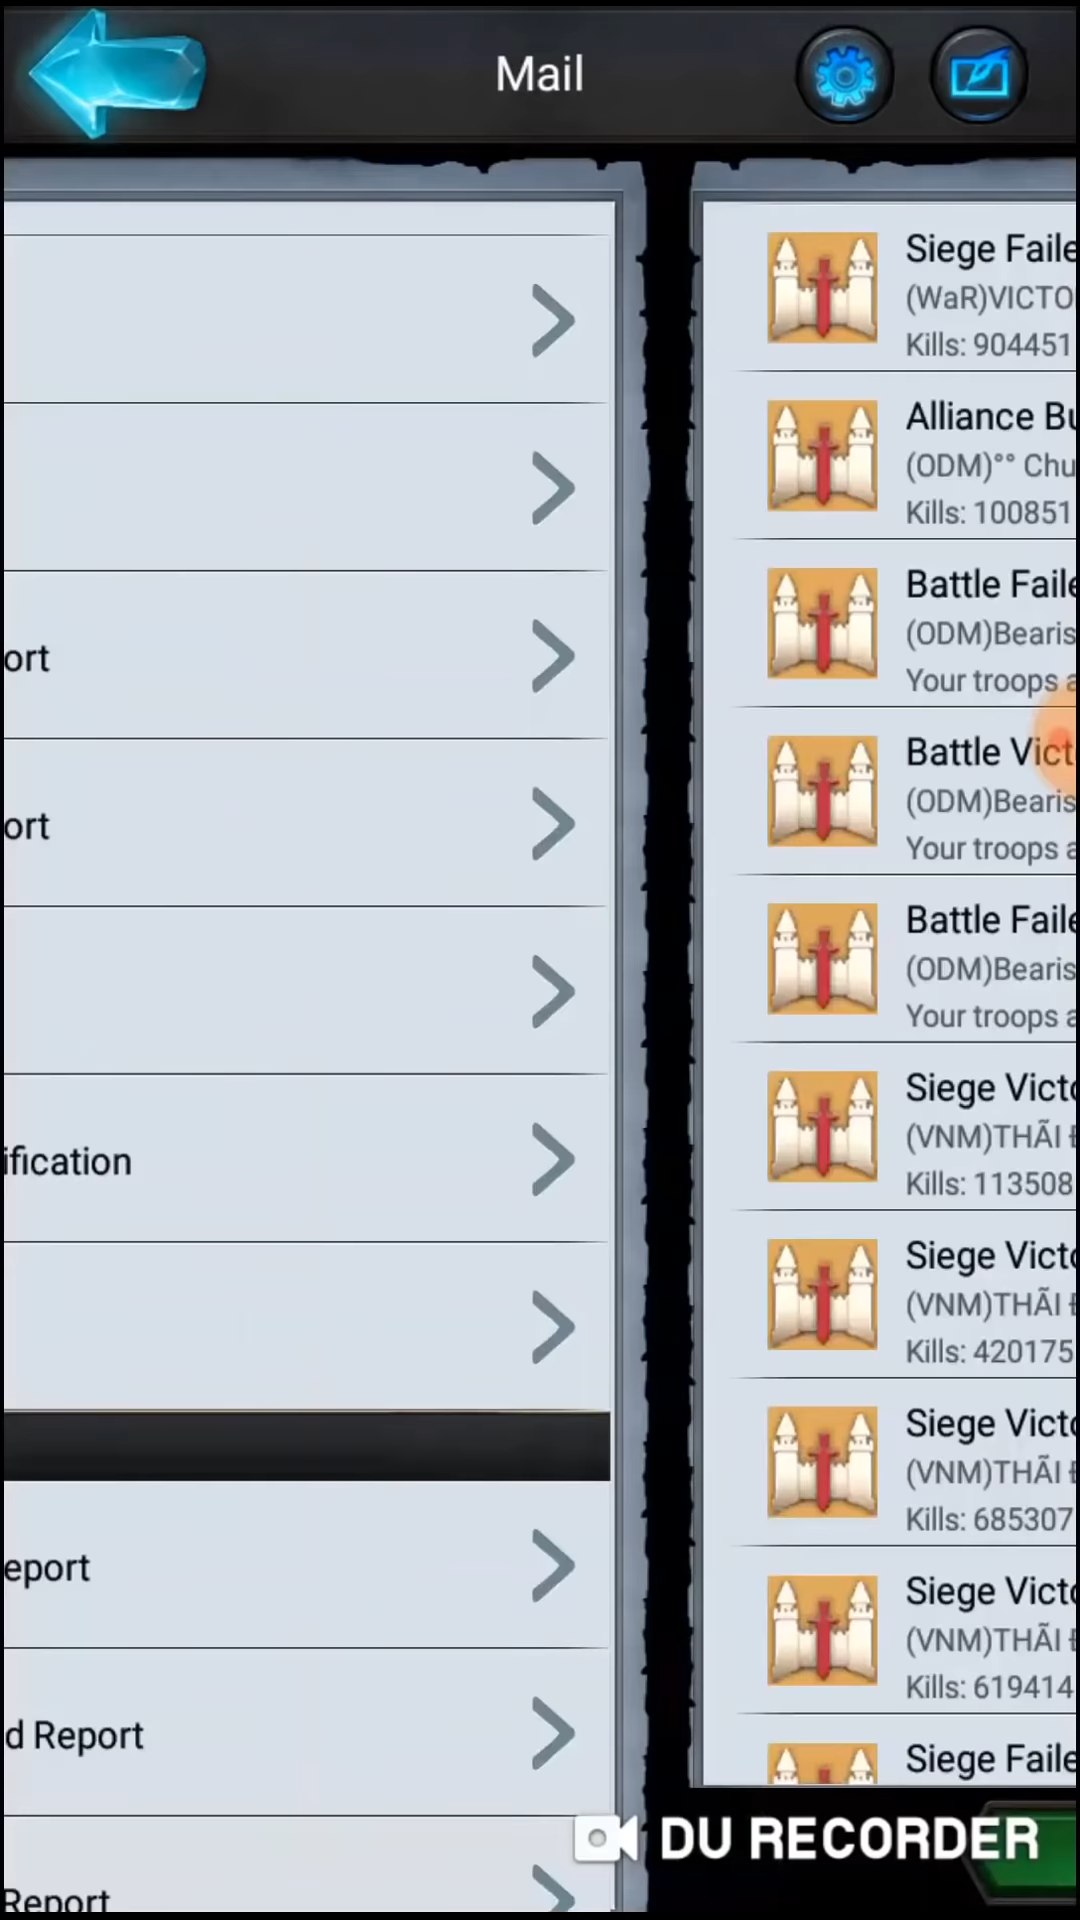 Mail
ort
ort
ification
eport
d Report
Report
Siege Faile
(WaR)VICTO
Kills: 904451
Alliance Bu
(ODM)°° Chu
Kills: 100851
Battle Faile
(ODM)Bearis
Your troops a
Battle Victo
(ODM)Bearis
Your troops a
Battle Faile
(ODM)Bearis
Your troops a
Siege Victo
(VNM)THÃI Đ
Kills: 113508
Siege Victo
(VNM)THÃI Đ
Kills: 420175
Siege Victo
(VNM)THÃI Đ
Kills: 685307
Siege Victo
(VNM)THÃI Đ
Kills: 619414
Siege Faile
DU RECORDER